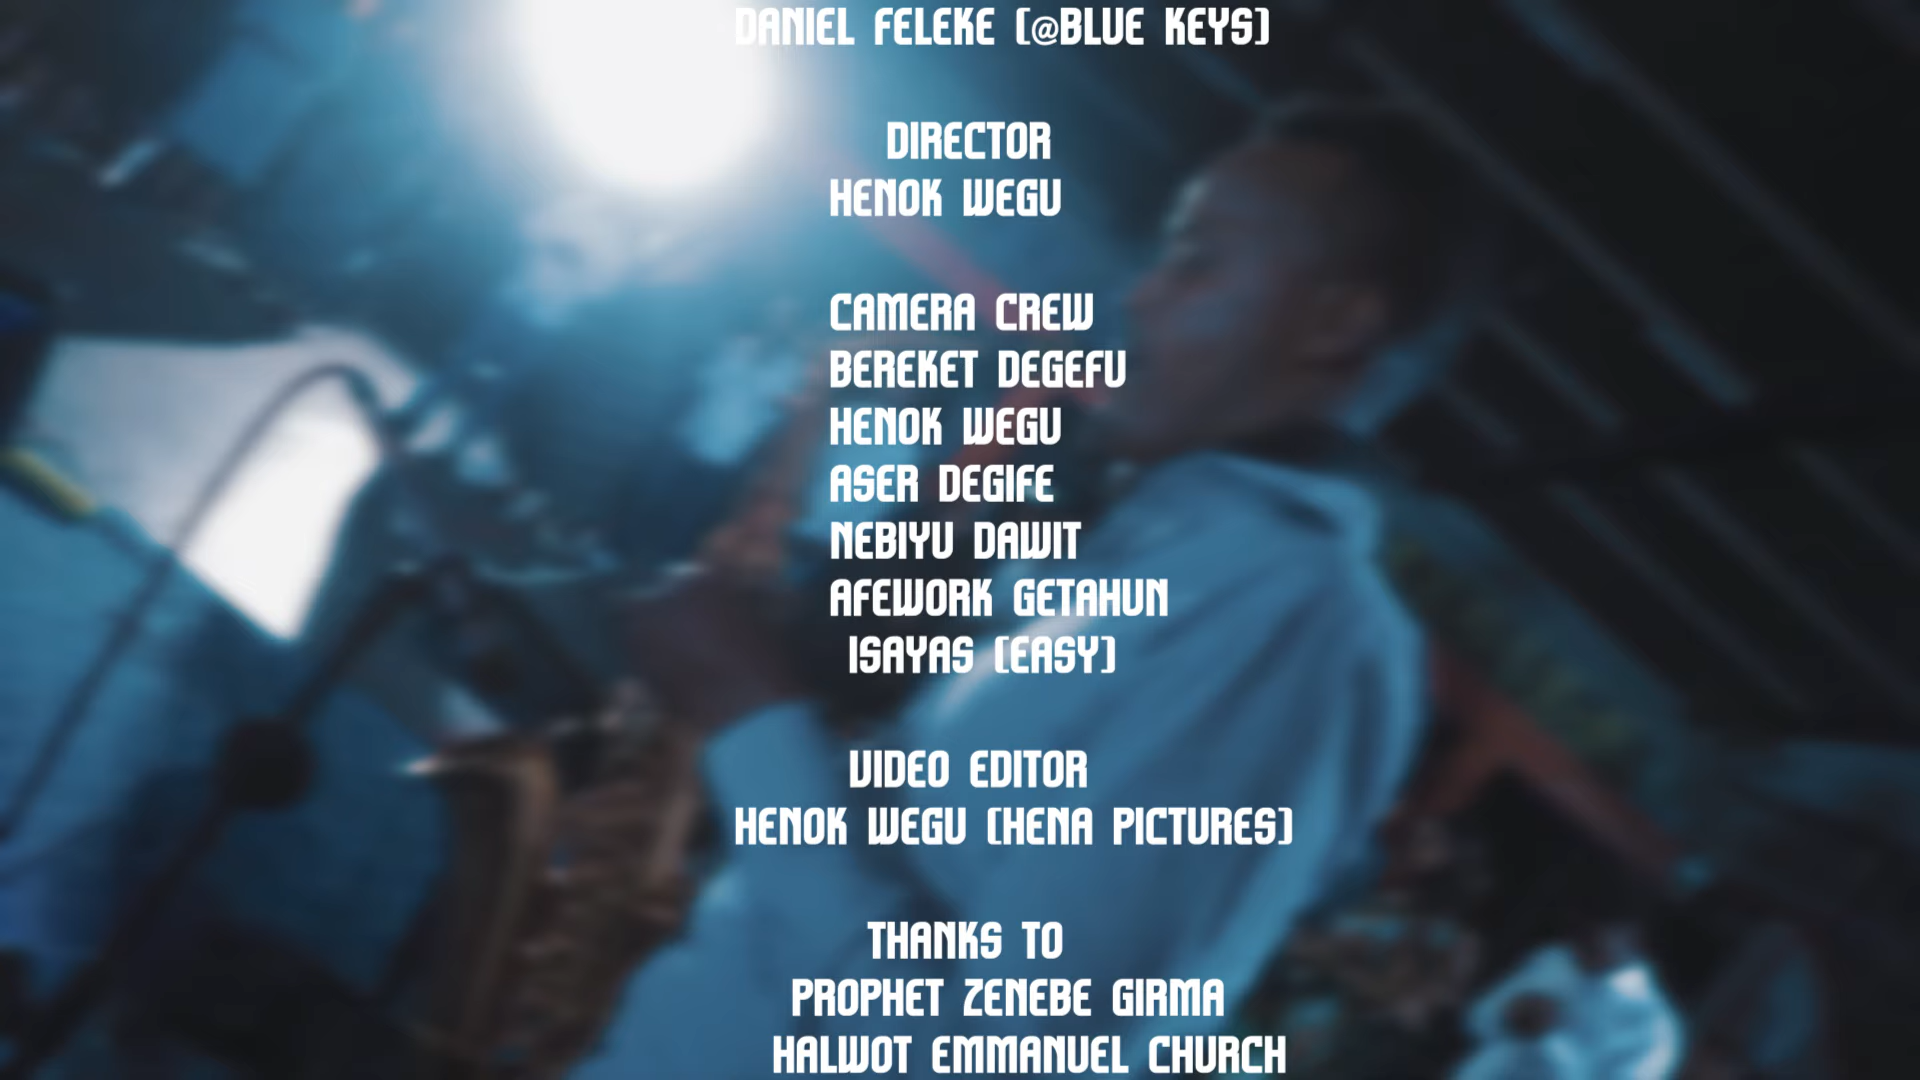 DANIEL FELEKE (@BLUE KEYS)
DIRECTOR
HENOK WEGU
CAMERA CREW
BEREKET DEGEFU
HENOK WEGU
ASER DEGIFE
NEBIYU DAWIT
AFEWORK GETAHUN
ISAYAS (EASY)
VIDEO EDITOR
HENOK WEGU (HENA PICTURES)
THANKS TO
PROPHET ZENEBE GIRMA
HALWOT EMMANUEL CHURCH